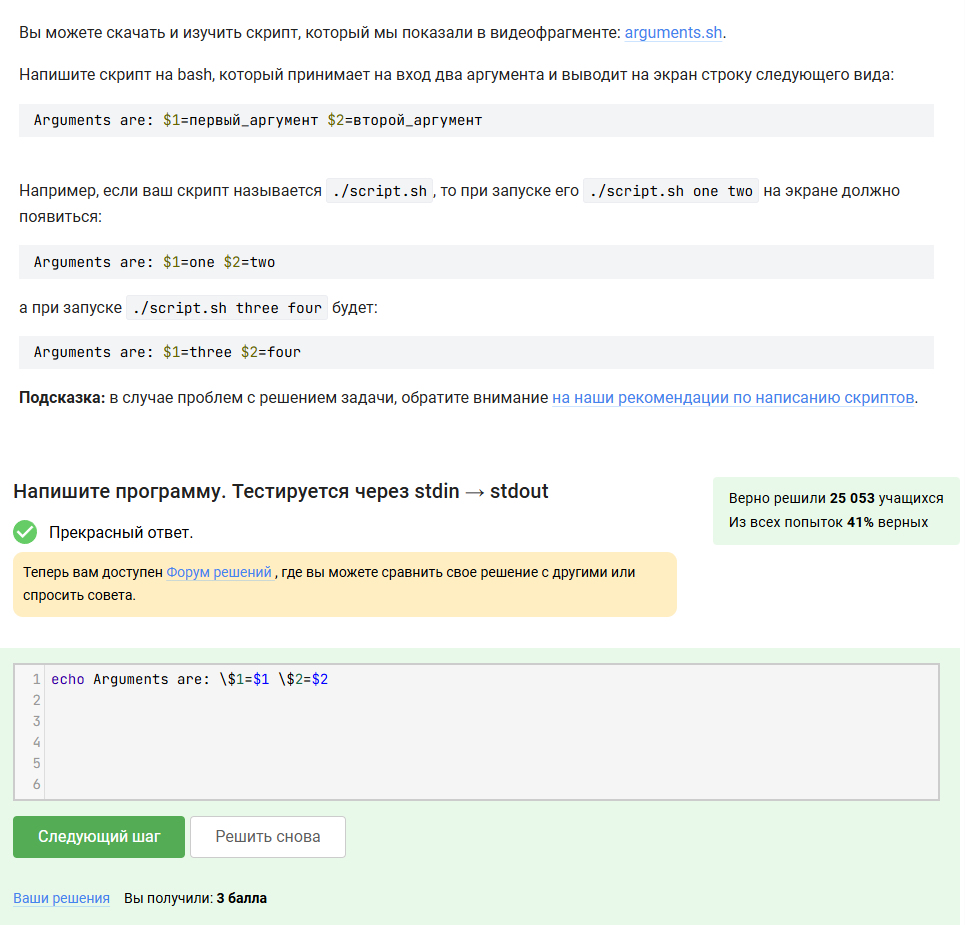 Вы можете скачать и изучить скрипт, который мы показали в видеофрагменте: arguments.sh.
Напишите скрипт на bash, который принимает на вход два аргумента и выводит на экран строку следующего вида:
Arguments are: $1=первый_аргумент $2=второй_аргумент
Например, если ваш скрипт называется ./script.sh, то при запуске его ./script.sh one two на экране должно
появиться:
Arguments are: $1=one $2=two
а при запуске ./script.sh three four будет:
Arguments are: $1=three $2=four
Подсказка: в случае проблем с решением задачи, обратите внимание на наши рекомендации по написанию скриптов.
Напишите программу. Тестируется через stdin → stdout
Верно решили 25 053 учащихся
Из всех попыток 41% верных
Прекрасный ответ.
Теперь вам доступен Форум решений, где вы можете сравнить свое решение с другими или
спросить совета.
1 echo Arguments are: \$1=$1 \$2=$2
2
3
4
5
6
Следующий шаг
Решить снова
Ваши решения Вы получили: 3 балла